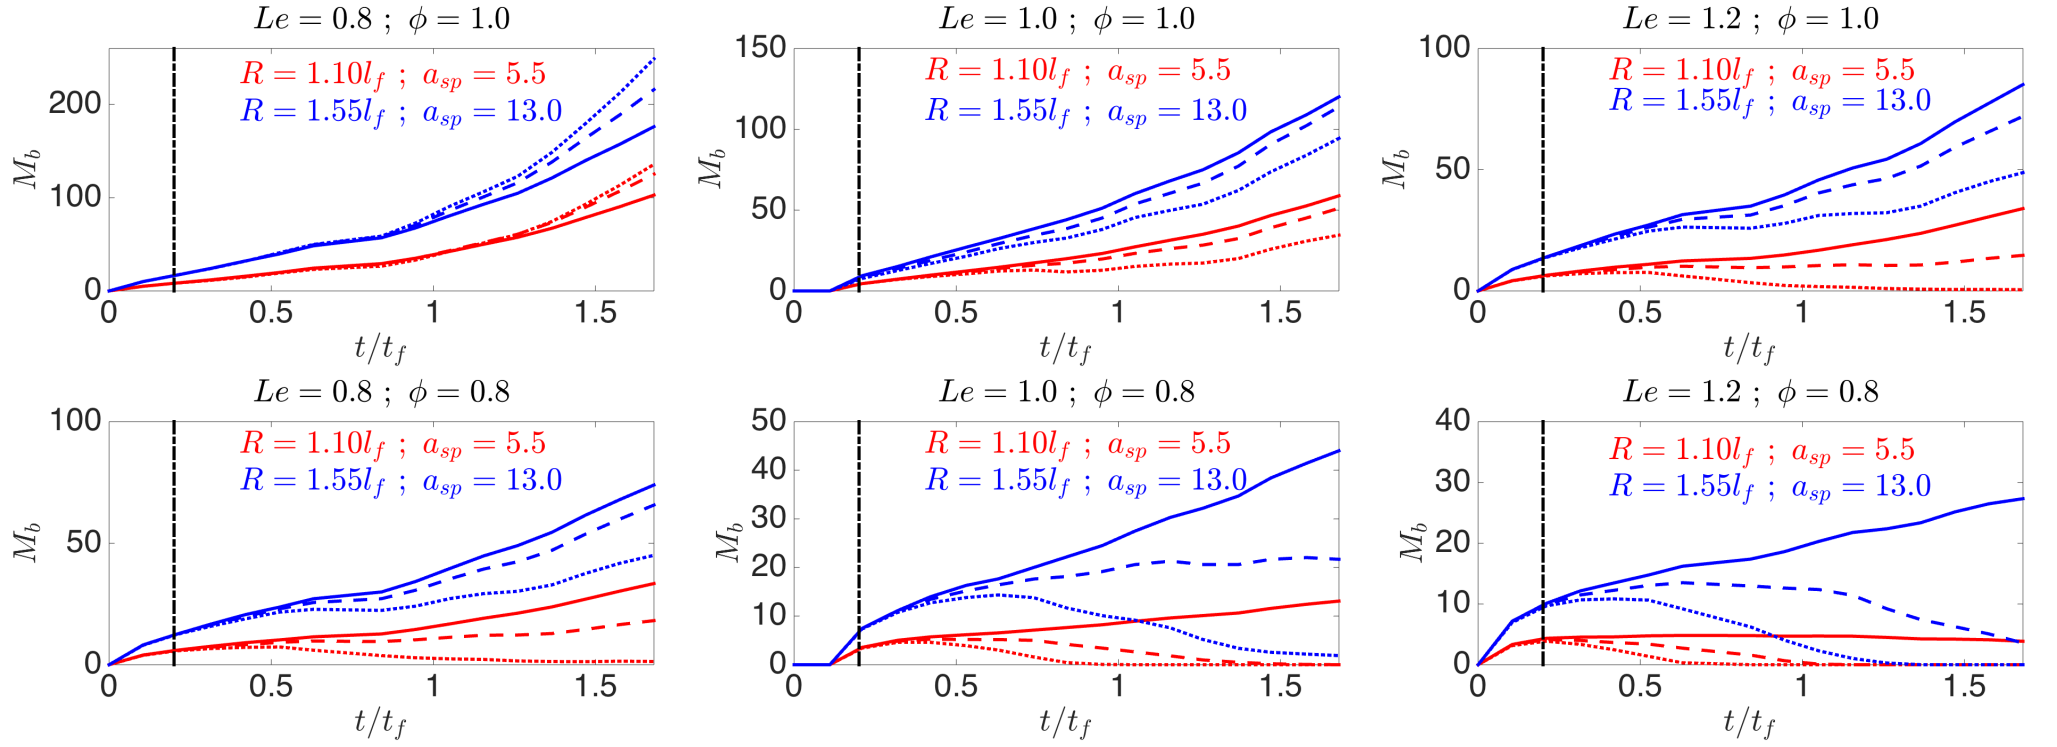 Le = 0.8 ; ϕ = 1.0
200
100
0
M_b
R = 1.10l_f ; a_sp = 5.5
R = 1.55l_f ; a_sp = 13.0
0 0.5 1 1.5
t/t_f
Le = 1.0 ; ϕ = 1.0
150
100
50
0
M_b
R = 1.10l_f ; a_sp = 5.5
R = 1.55l_f ; a_sp = 13.0
0 0.5 1 1.5
t/t_f
Le = 1.2 ; ϕ = 1.0
100
50
0
M_b
R = 1.10l_f ; a_sp = 5.5
R = 1.55l_f ; a_sp = 13.0
0 0.5 1 1.5
t/t_f
Le = 0.8 ; ϕ = 0.8
100
50
0
M_b
R = 1.10l_f ; a_sp = 5.5
R = 1.55l_f ; a_sp = 13.0
0 0.5 1 1.5
t/t_f
Le = 1.0 ; ϕ = 0.8
50
40
30
20
10
0
M_b
R = 1.10l_f ; a_sp = 5.5
R = 1.55l_f ; a_sp = 13.0
0 0.5 1 1.5
t/t_f
Le = 1.2 ; ϕ = 0.8
40
30
20
10
0
M_b
R = 1.10l_f ; a_sp = 5.5
R = 1.55l_f ; a_sp = 13.0
0 0.5 1 1.5
t/t_f